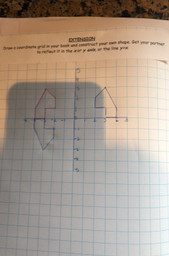 EXTENSION
Draw a coordinate grid in your book and construct your own shape. Get your partner
to reflect it in the x or y-axis or the line y=x